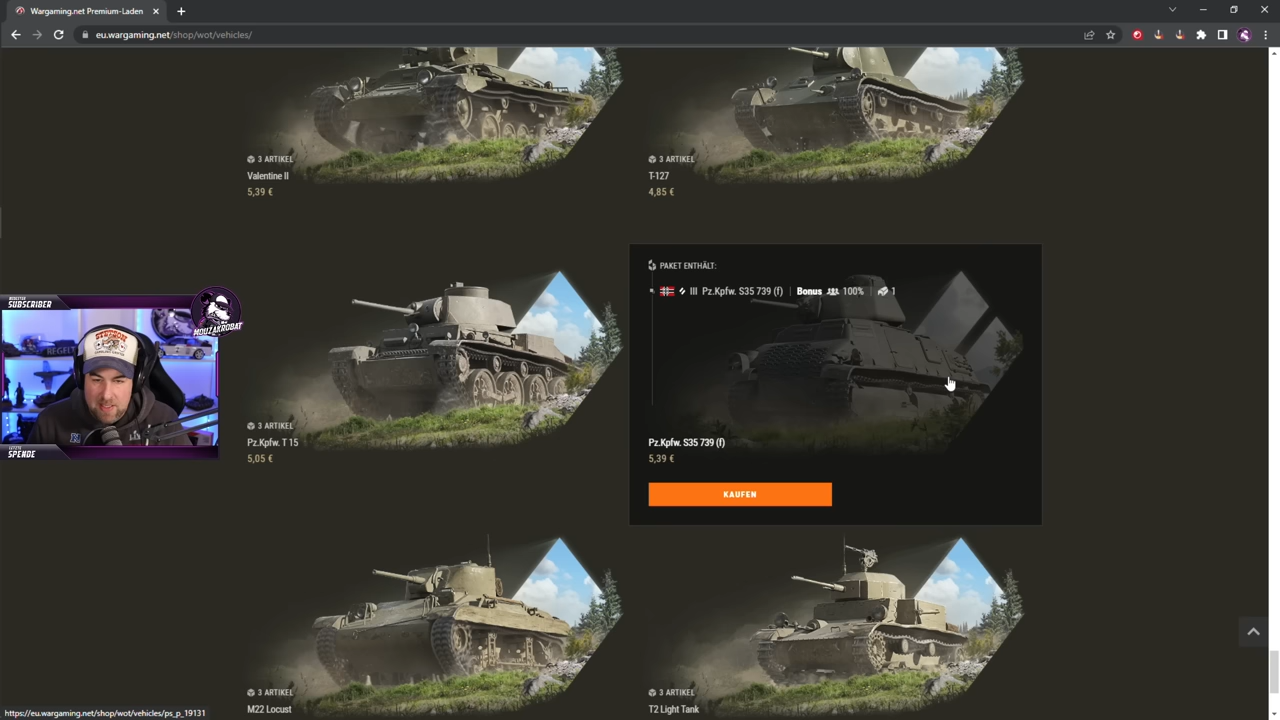 Wargaming.net Premium-Laden
eu.wargaming.net/shop/wot/vehicles/
3 ARTIKEL
Valentine II
5,39 €
3 ARTIKEL
T-127
4,85 €
PAKET ENTHÄLT:
III Pz.Kpfw. S35 739 (f) Bonus 100% 1
3 ARTIKEL
Pz.Kpfw. T 15
5,05 €
Pz.Kpfw. S35 739 (f)
5,39 €
KAUFEN
SUBSCRIBER
MOUZAKROBAT
SPENDE
3 ARTIKEL
M22 Locust
3 ARTIKEL
T2 Light Tank
https://eu.wargaming.net/shop/wot/vehicles/ps_p_19131